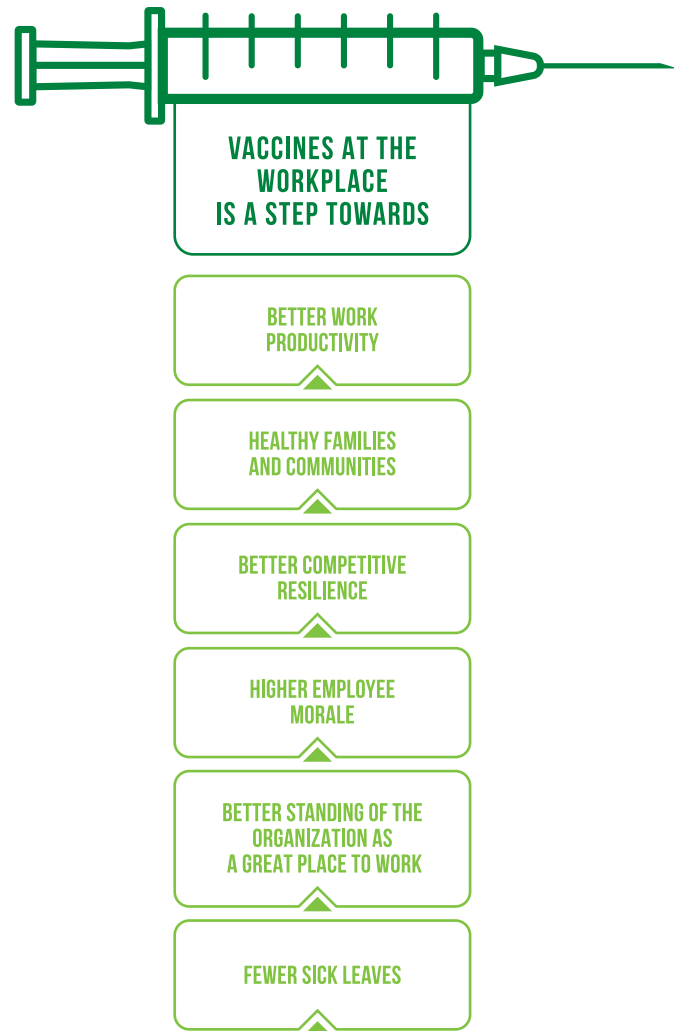 VACCINES AT THE
WORKPLACE
IS A STEP TOWARDS
BETTER WORK
PRODUCTIVITY
HEALTHY FAMILIES
AND COMMUNITIES
BETTER COMPETITIVE
RESILIENCE
HIGHER EMPLOYEE
MORALE
BETTER STANDING OF THE
ORGANIZATION AS
A GREAT PLACE TO WORK
FEWER SICK LEAVES